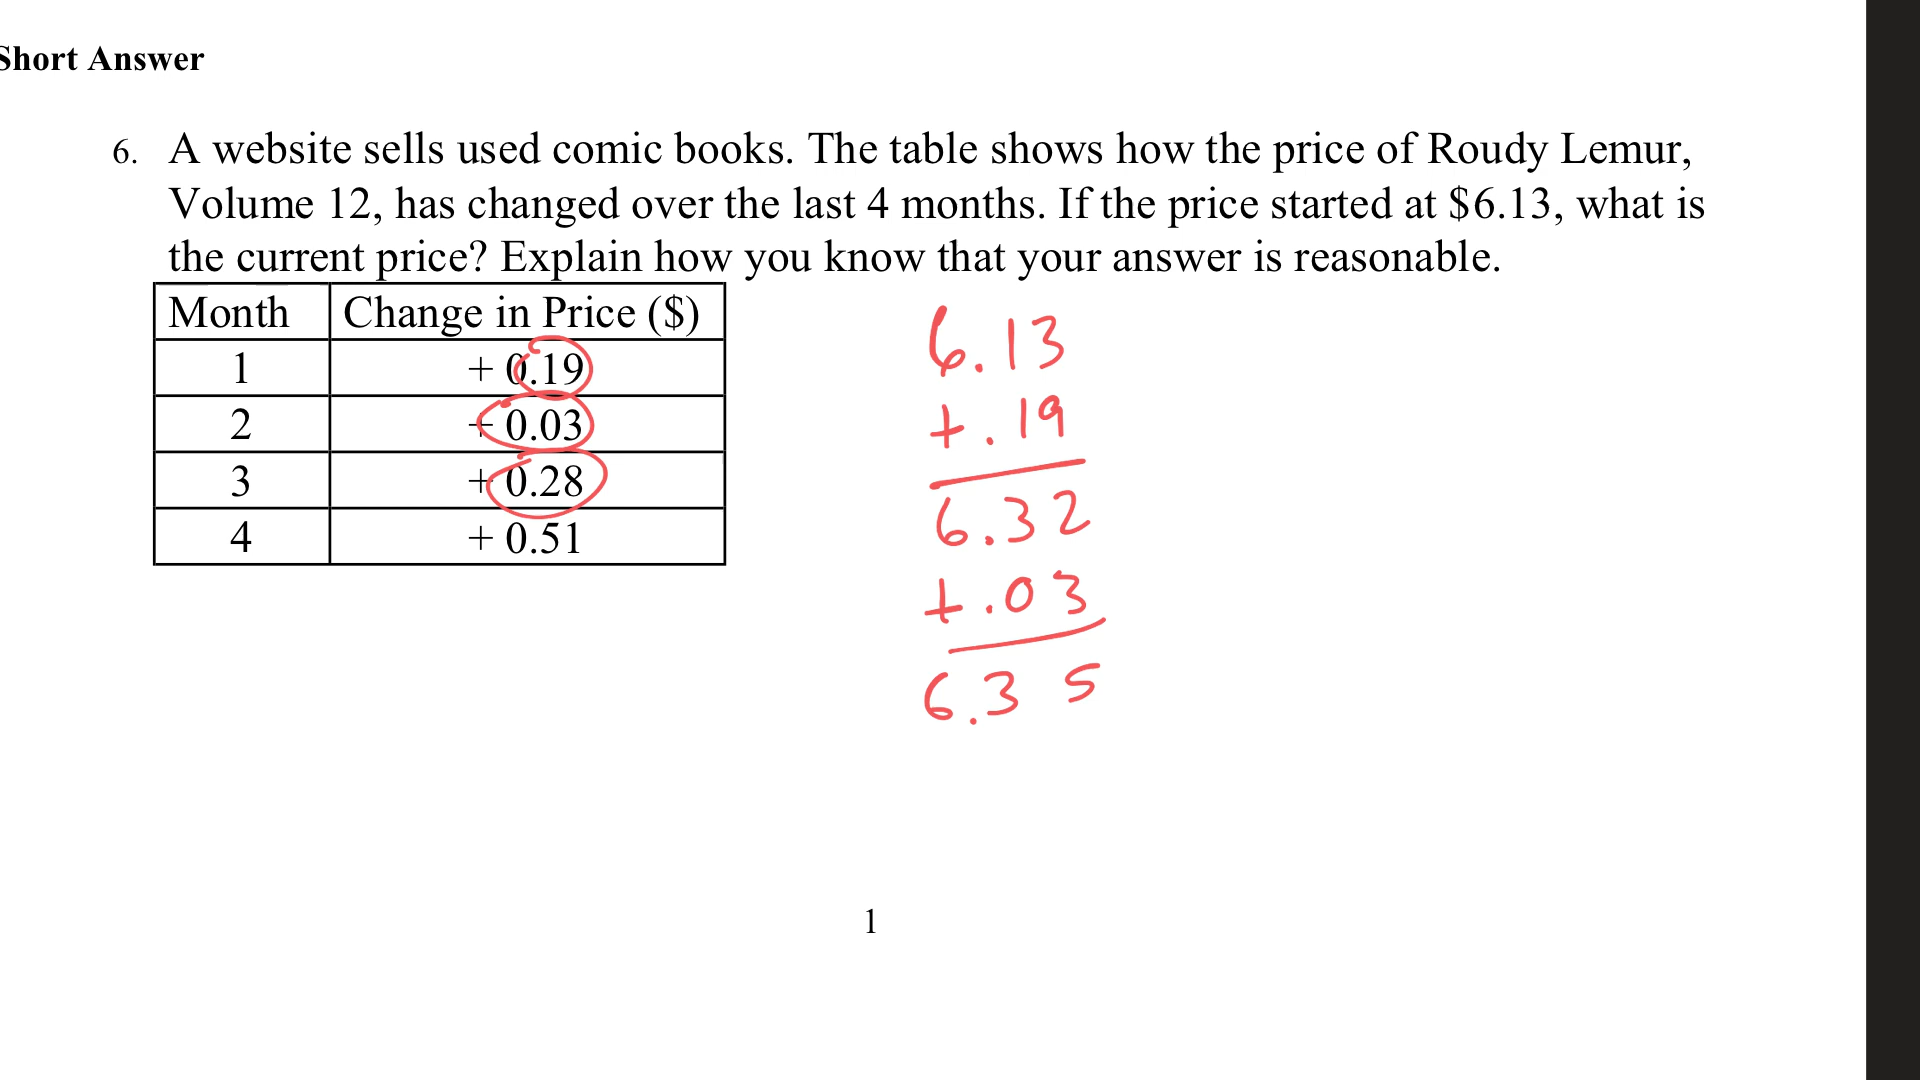 Short Answer
6. A website sells used comic books. The table shows how the price of Roudy Lemur,
Volume 12, has changed over the last 4 months. If the price started at $6.13, what is
the current price? Explain how you know that your answer is reasonable.
Month Change in Price ($)
1 + 0.19
2 + 0.03
3 + 0.28
4 + 0.51
6.13
+.19
6.32
+.03
6.35
1